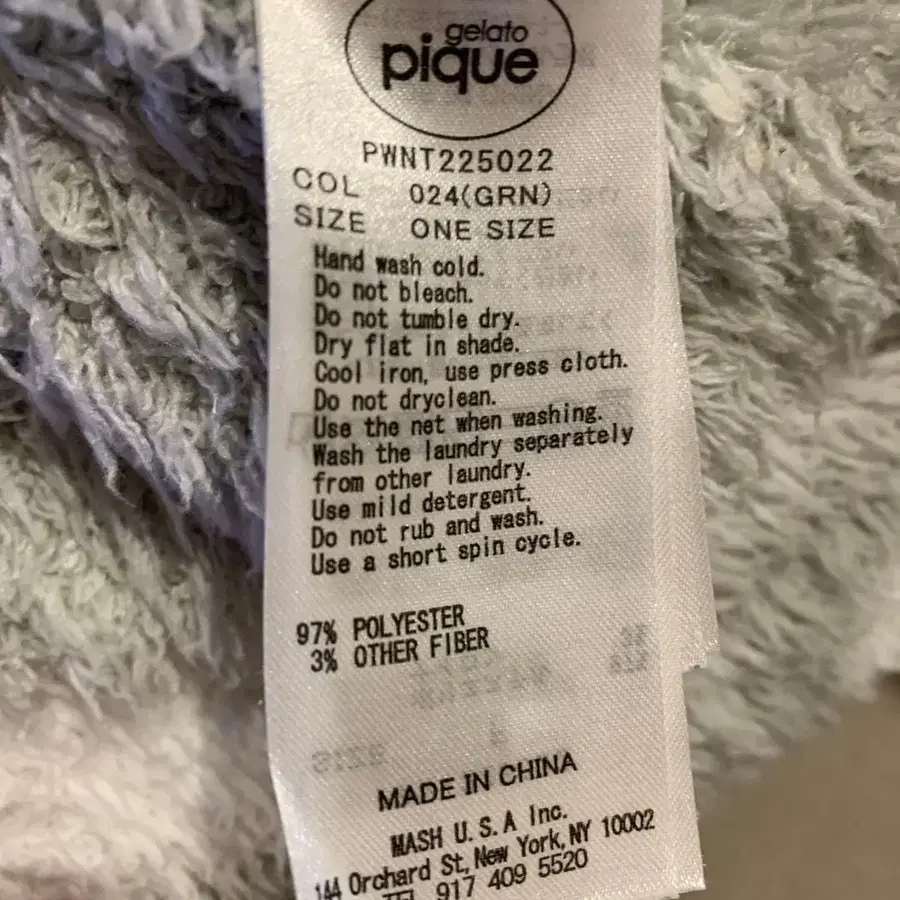 gelato
pique
PWNT225022
COL 024(GRN)
SIZE ONE SIZE
Hand wash cold.
Do not bleach.
Do not tumble dry.
Dry flat in shade.
Cool iron, use press cloth.
Do not dryclean.
Use the net when washing.
Wash the laundry separately
from other laundry.
Use mild detergent.
Do not rub and wash.
Use a short spin cycle.
97% POLYESTER
3% OTHER FIBER
MADE IN CHINA
MASH U.S.A Inc.
144 Orchard St, New York, NY 10002
TEL 917 409 5520